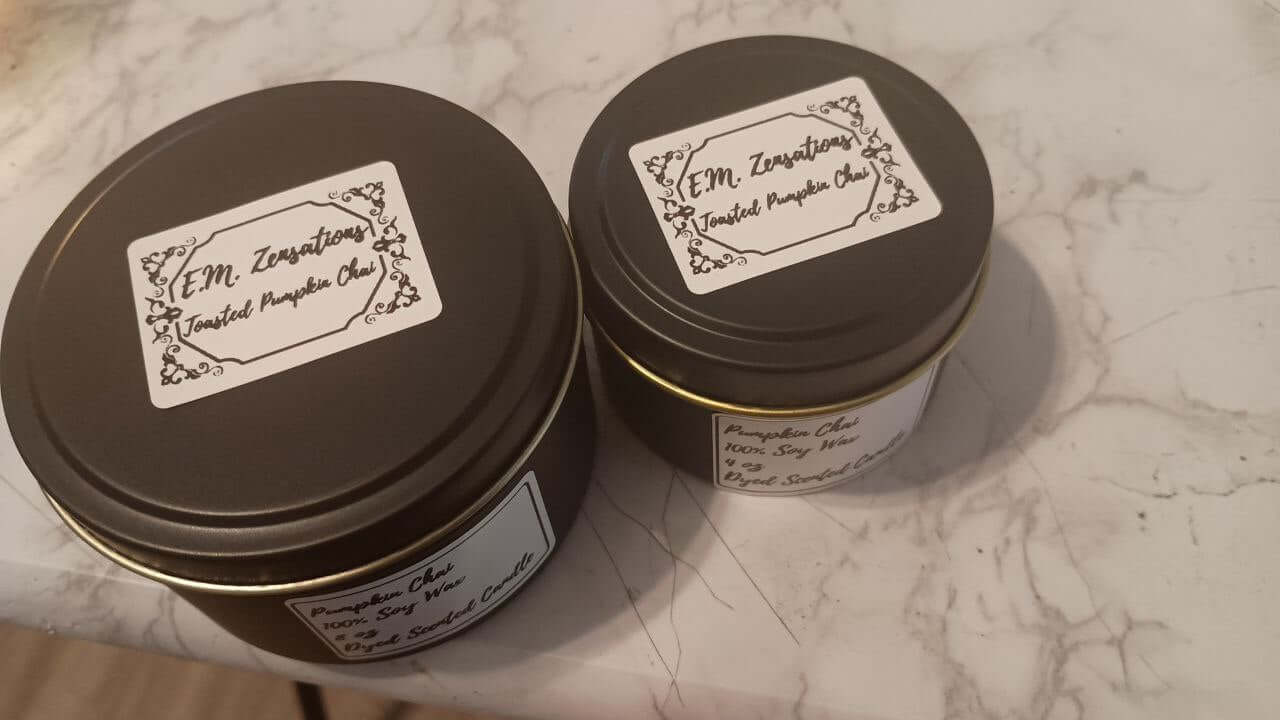 E.M. Zensations
Toasted Pumpkin Chai
Pumpkin Chai
100% Soy Wax
8 oz
Dyed Scented Candle
E.M. Zensations
Toasted Pumpkin Chai
Pumpkin Chai
100% Soy Wax
4 oz
Dyed Scented Candle